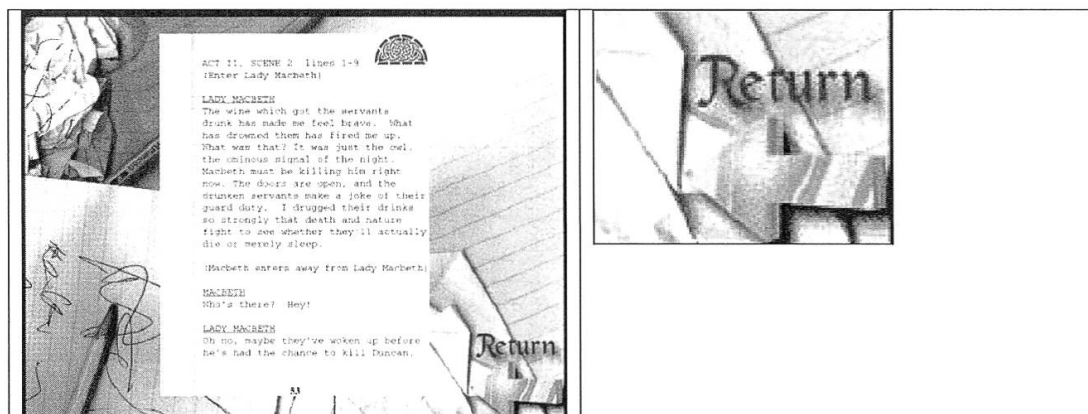 ACT II, SCENE 2 lines 1-9
(Enter Lady Macbeth)
LADY MACBETH
The wine which got the servants
drunk has made me feel brave. What
has drowned them has fired me up.
What was that? It was just the owl,
the ominous signal of the night.
Macbeth must be killing him right
now. The doors are open, and the
drunken servants make a joke of their
guard duty. I drugged their drinks
so strongly that death and nature
fight to see whether they'll actually
die or merely sleep.
(Macbeth enters away from Lady Macbeth)
MACBETH
Who's there? Hey!
LADY MACBETH
Oh no, maybe they've woken up before
he's had the chance to kill Duncan.
53
Return
Return